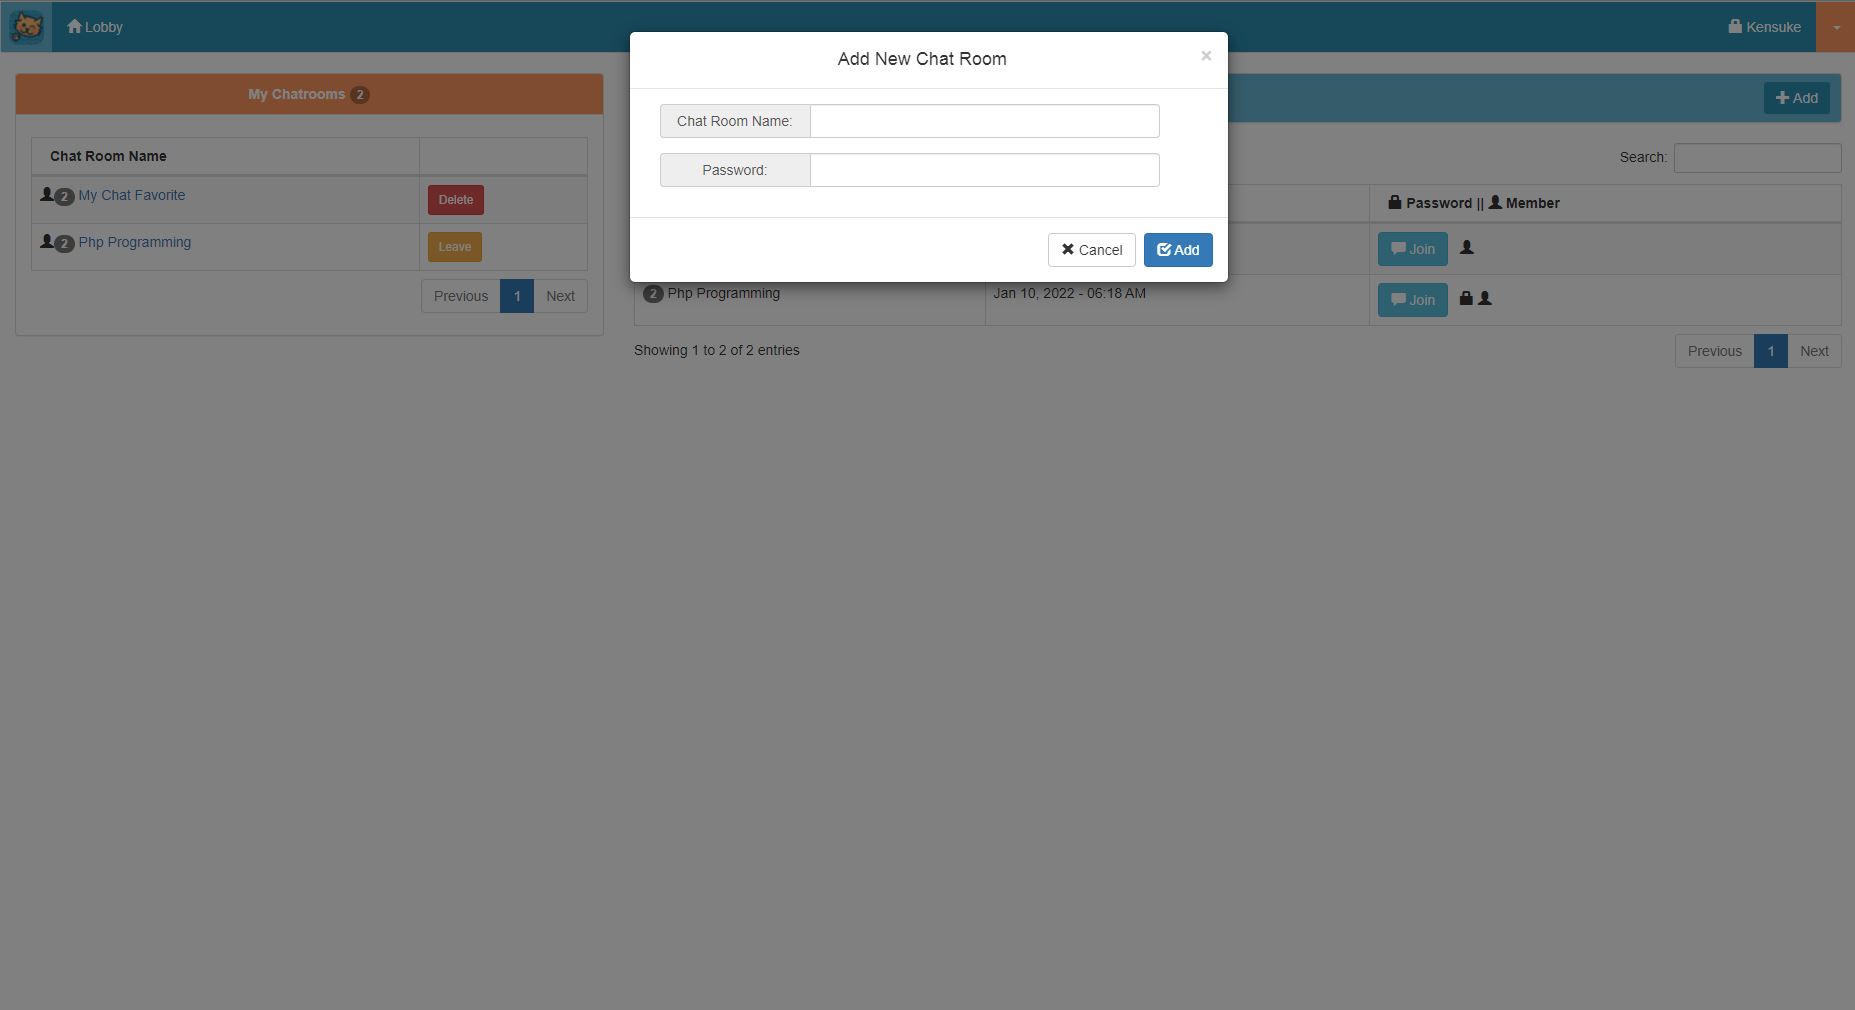 Lobby
Kensuke
Add New Chat Room
×
My Chatrooms 2
Add
Chat Room Name:
Password:
Chat Room Name
Search:
2 My Chat Favorite
Delete
Password || Member
2 Php Programming
Leave
Cancel
Add
Join
Previous 1 Next
2 Php Programming
Jan 10, 2022 - 06:18 AM
Join
Showing 1 to 2 of 2 entries
Previous 1 Next